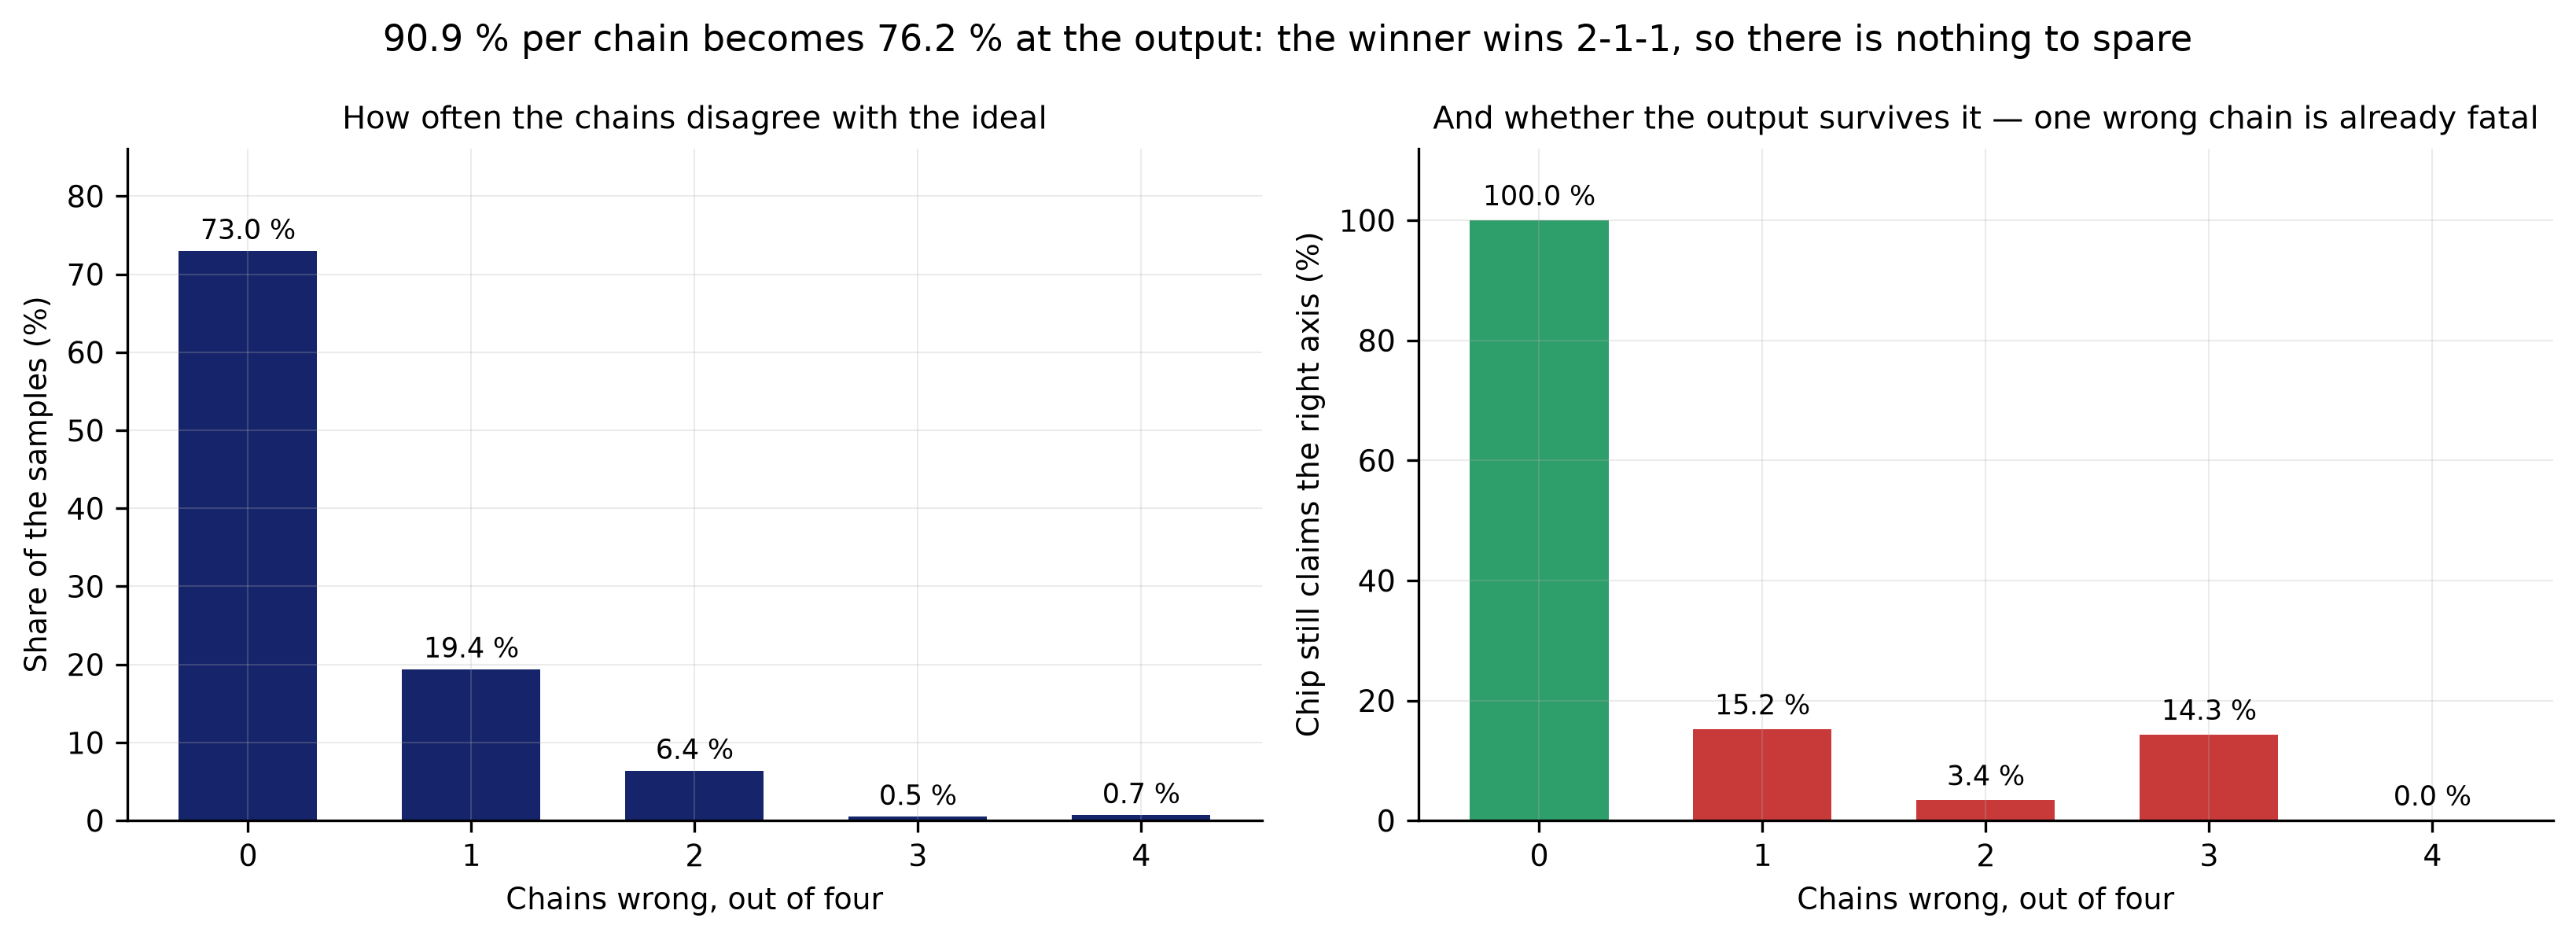 90.9 % per chain becomes 76.2 % at the output: the winner wins 2-1-1, so there is nothing to spare
How often the chains disagree with the ideal
Share of the samples (%)
80
70
60
50
40
30
20
10
0
73.0 %
19.4 %
6.4 %
0.5 %
0.7 %
0 1 2 3 4
Chains wrong, out of four
And whether the output survives it — one wrong chain is already fatal
Chip still claims the right axis (%)
100
80
60
40
20
0
100.0 %
15.2 %
3.4 %
14.3 %
0.0 %
0 1 2 3 4
Chains wrong, out of four